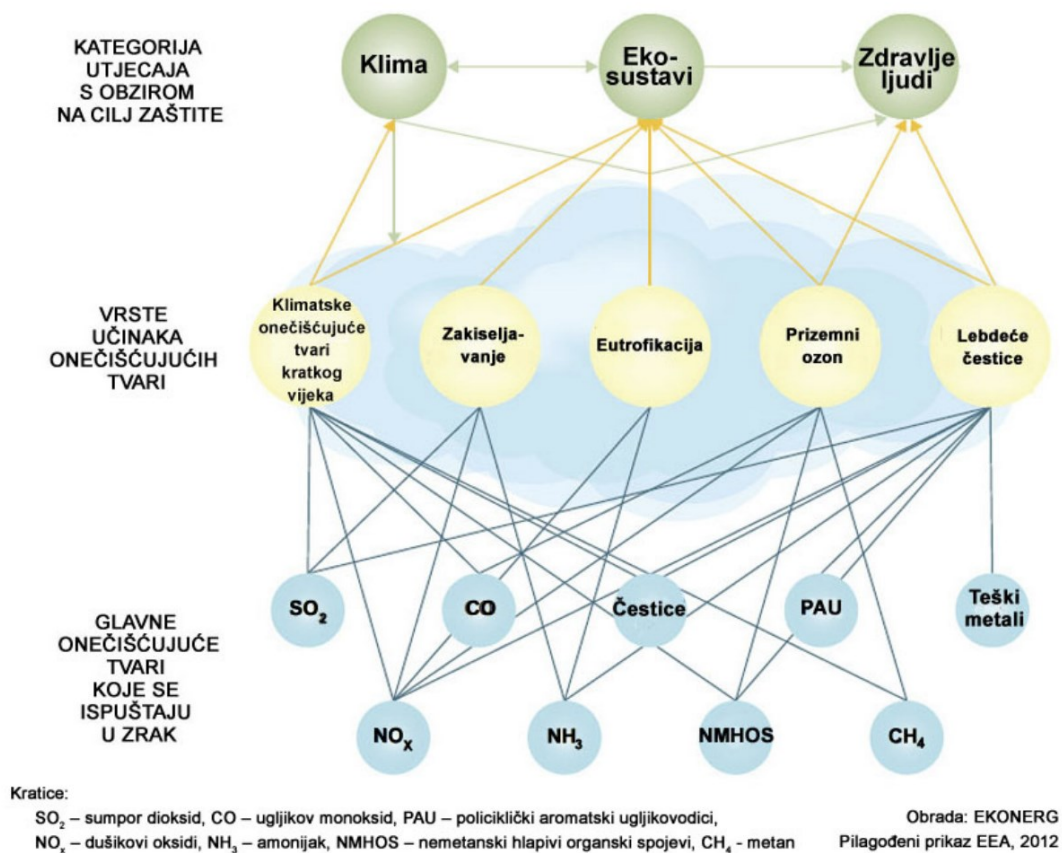 KATEGORIJA
UTJECAJA
S OBZIROM
NA CILJ ZAŠTITE
Klima
Eko-
sustavi
Zdravlje
ljudi
VRSTE
UČINAKA
ONEČIŠĆUJUĆIH
TVARI
Klimatske
onečišćujuće
tvari
kratkog
vijeka
Zakiselja-
vanje
Eutrofikacija
Prizemni
ozon
Lebdeće
čestice
GLAVNE
ONEČIŠĆUJUĆE
TVARI
KOJE SE
ISPUŠTAJU
U ZRAK
SO₂
CO
Čestice
PAU
Teški
metali
NOₓ
NH₃
NMHOS
CH₄
Kratice:
SO₂ – sumpor dioksid, CO – ugljikov monoksid, PAU – policiklički aromatski ugljikovodici,
NOₓ – dušikovi oksidi, NH₃ – amonijak, NMHOS – nemetanski hlapivi organski spojevi, CH₄ - metan
Obrada: EKONERG
Pilagođeni prikaz EEA, 2012